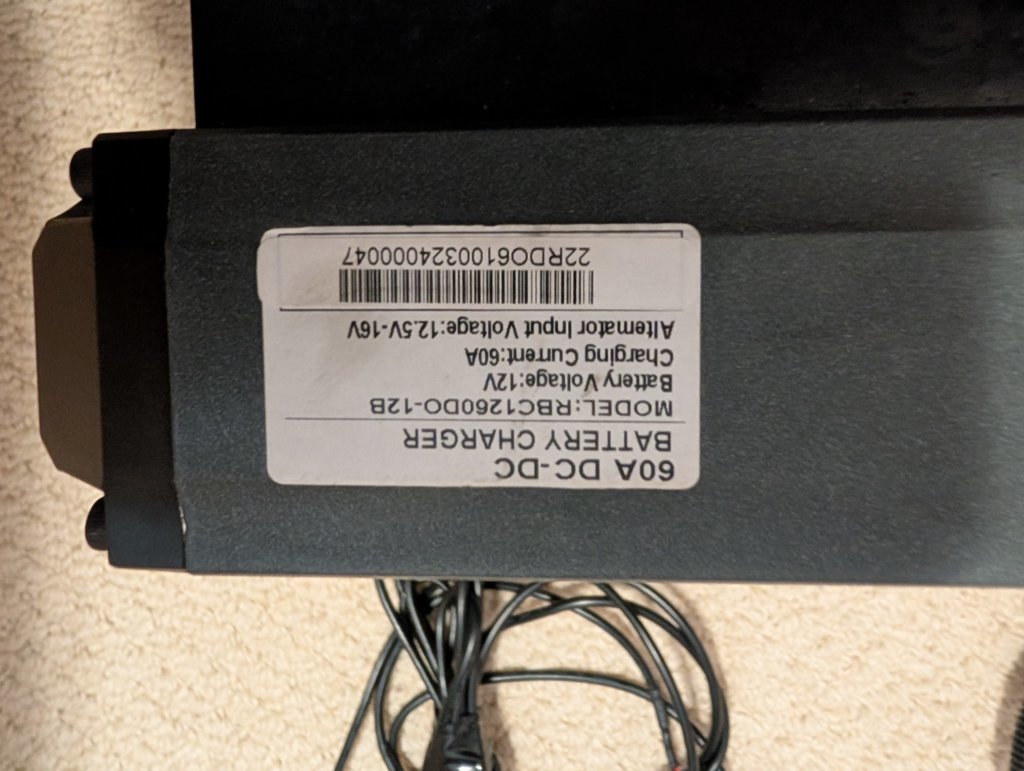 60A DC-DC
BATTERY CHARGER
MODEL:RBC1260DO-12B
Battery Voltage:12V
Charging Current:60A
Alternator Input Voltage:12.5V-16V
22RDO6100324000047